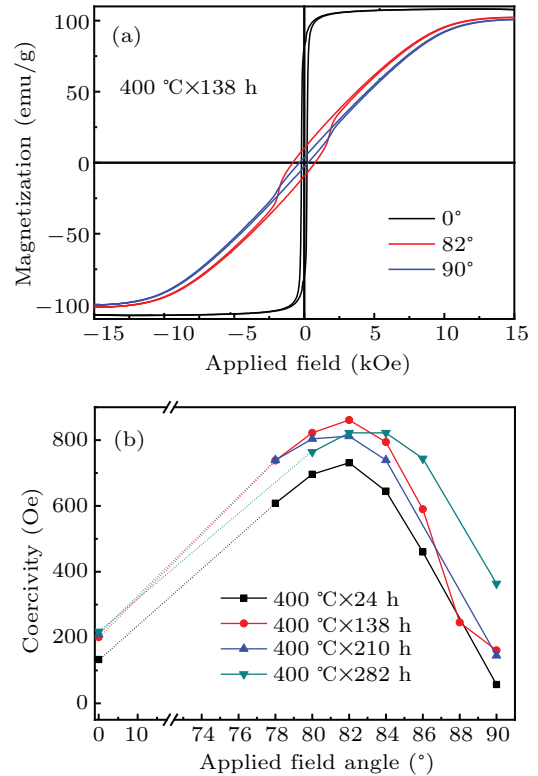 (a)
400 ℃×138 h
Magnetization (emu/g)
100
50
0
−50
−100
0°
82°
90°
−15
−10
−5
0
5
10
15
Applied field (kOe)
(b)
Coercivity (Oe)
800
600
400
200
0
400 ℃×24 h
400 ℃×138 h
400 ℃×210 h
400 ℃×282 h
0 10 74 76 78 80 82 84 86 88 90
Applied field angle (°)